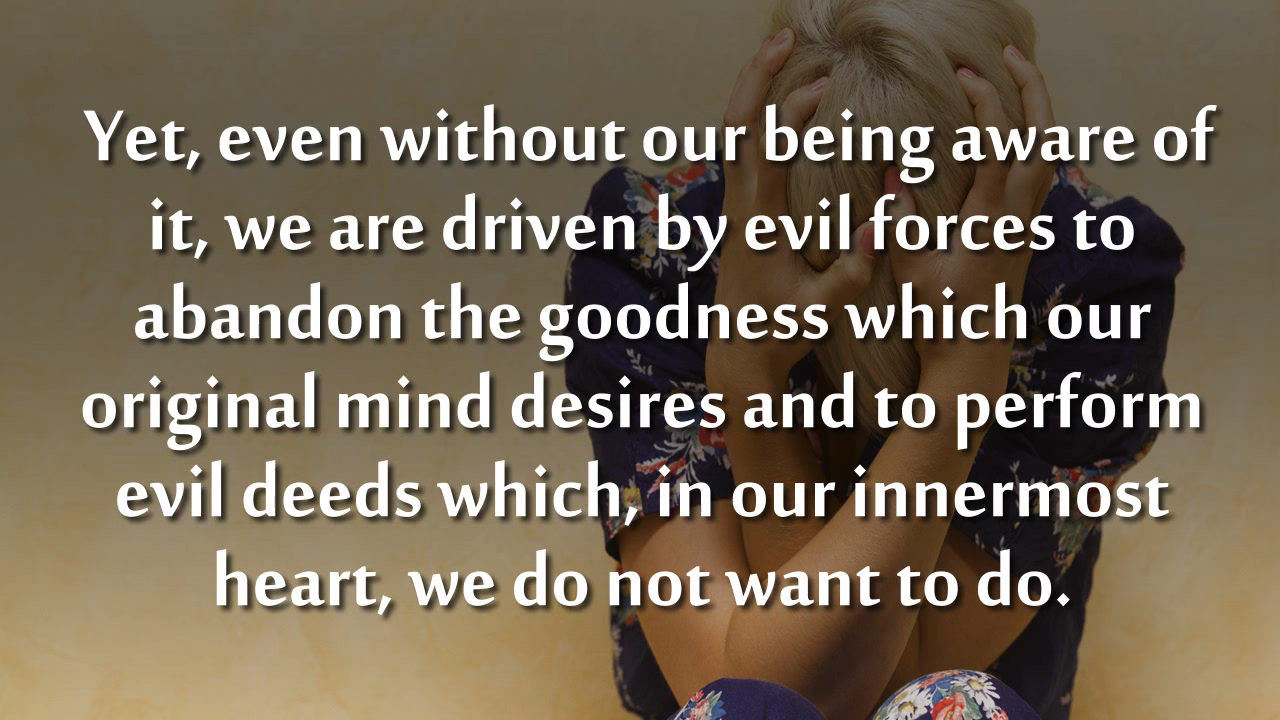 Yet, even without our being aware of
it, we are driven by evil forces to
abandon the goodness which our
original mind desires and to perform
evil deeds which, in our innermost
heart, we do not want to do.